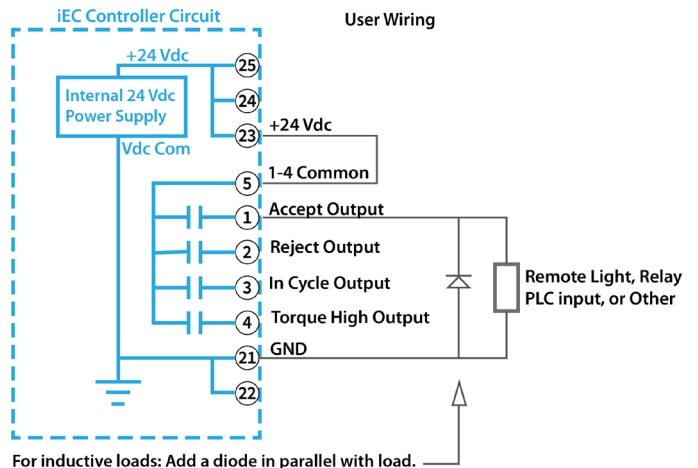 iEC Controller Circuit
User Wiring
+24 Vdc
25
Internal 24 Vdc
Power Supply
24
23
+24 Vdc
Vdc Com
5
1-4 Common
1
Accept Output
2
Reject Output
3
In Cycle Output
Remote Light, Relay
PLC input, or Other
4
Torque High Output
21
GND
22
For inductive loads: Add a diode in parallel with load.